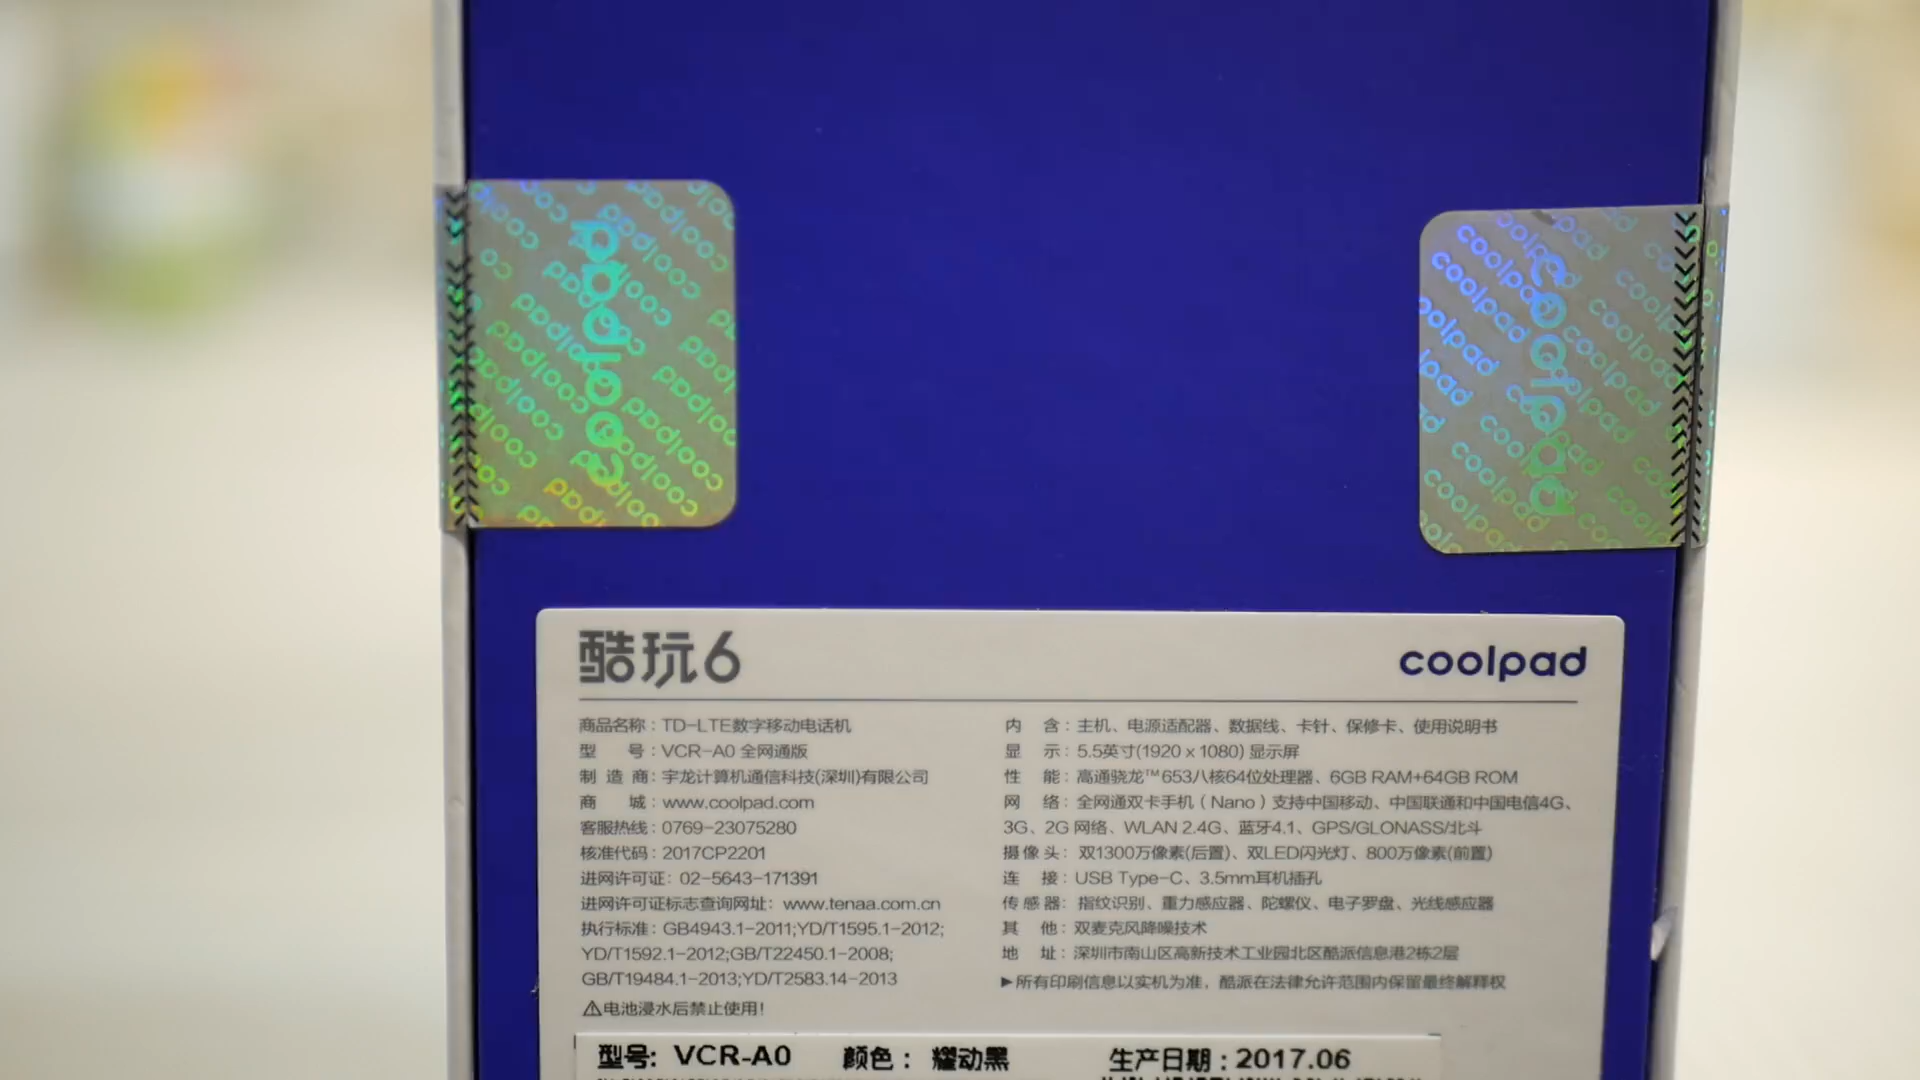 coolpad
coolpad
酷玩6
coolpad
商品名称：TD-LTE数字移动电话机
型 号：VCR-A0 全网通版
制 造 商：宇龙计算机通信科技(深圳)有限公司
商 城：www.coolpad.com
客服热线：0769-23075280
核准代码：2017CP2201
进网许可证：02-5643-171391
进网许可证标志查询网址：www.tenaa.com.cn
执行标准：GB4943.1-2011;YD/T1595.1-2012;
YD/T1592.1-2012;GB/T22450.1-2008;
GB/T19484.1-2013;YD/T2583.14-2013
⚠电池浸水后禁止使用!
内 含：主机、电源适配器、数据线、卡针、保修卡、使用说明书
显 示：5.5英寸(1920 x 1080) 显示屏
性 能：高通骁龙™653八核64位处理器、6GB RAM+64GB ROM
网 络：全网通双卡手机（Nano）支持中国移动、中国联通和中国电信4G、
3G、2G 网络、WLAN 2.4G、蓝牙4.1、GPS/GLONASS/北斗
摄 像 头：双1300万像素(后置)、双LED闪光灯、800万像素(前置)
连 接：USB Type-C、3.5mm耳机插孔
传 感 器：指纹识别、重力感应器、陀螺仪、电子罗盘、光线感应器
其 他：双麦克风降噪技术
地 址：深圳市南山区高新技术工业园北区酷派信息港2栋2层
▶所有印刷信息以实机为准，酷派在法律允许范围内保留最终解释权
型号: VCR-A0 颜色： 耀动黑 生产日期：2017.06